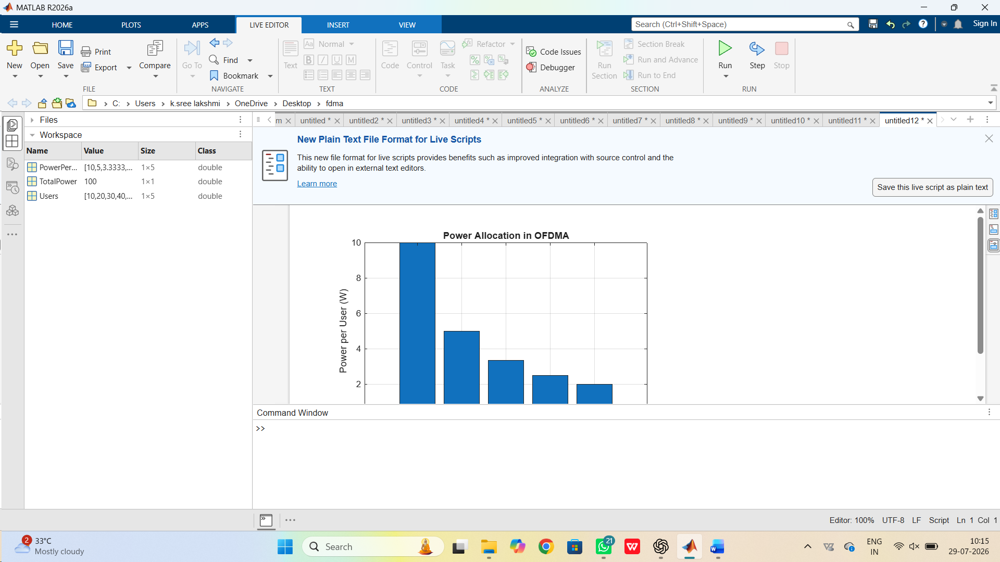 MATLAB R2026a
HOME PLOTS APPS LIVE EDITOR INSERT VIEW Search (Ctrl+Shift+Space) Sign In
New Open Save Print Export Compare Go To Find Bookmark Text Aa Normal B I U M Code Control Task Refactor Code Issues Debugger Run Section Section Break Run and Advance Run to End Run Step Stop
FILE NAVIGATE TEXT CODE ANALYZE SECTION RUN
C: Users k.sree lakshmi OneDrive Desktop fdma
Files
Workspace
Name Value Size Class
PowerPer... [10,5,3.3333,... 1×5 double
TotalPower 100 1×1 double
Users [10,20,30,40,... 1×5 double
m untitled * untitled2 * untitled3 * untitled4 * untitled5 * untitled6 * untitled7 * untitled8 * untitled9 * untitled10 * untitled11 * untitled12 *
New Plain Text File Format for Live Scripts
This new file format for live scripts provides benefits such as improved integration with source control and the
ability to open in external text editors.
Learn more
Save this live script as plain text
Power Allocation in OFDMA
10
8
6
4
2
Power per User (W)
Command Window
>>
Editor: 100% UTF-8 LF Script Ln 1 Col 1
2
33°C
Mostly cloudy
Search
21
W
W
ENG
IN
10:15
29-07-2026